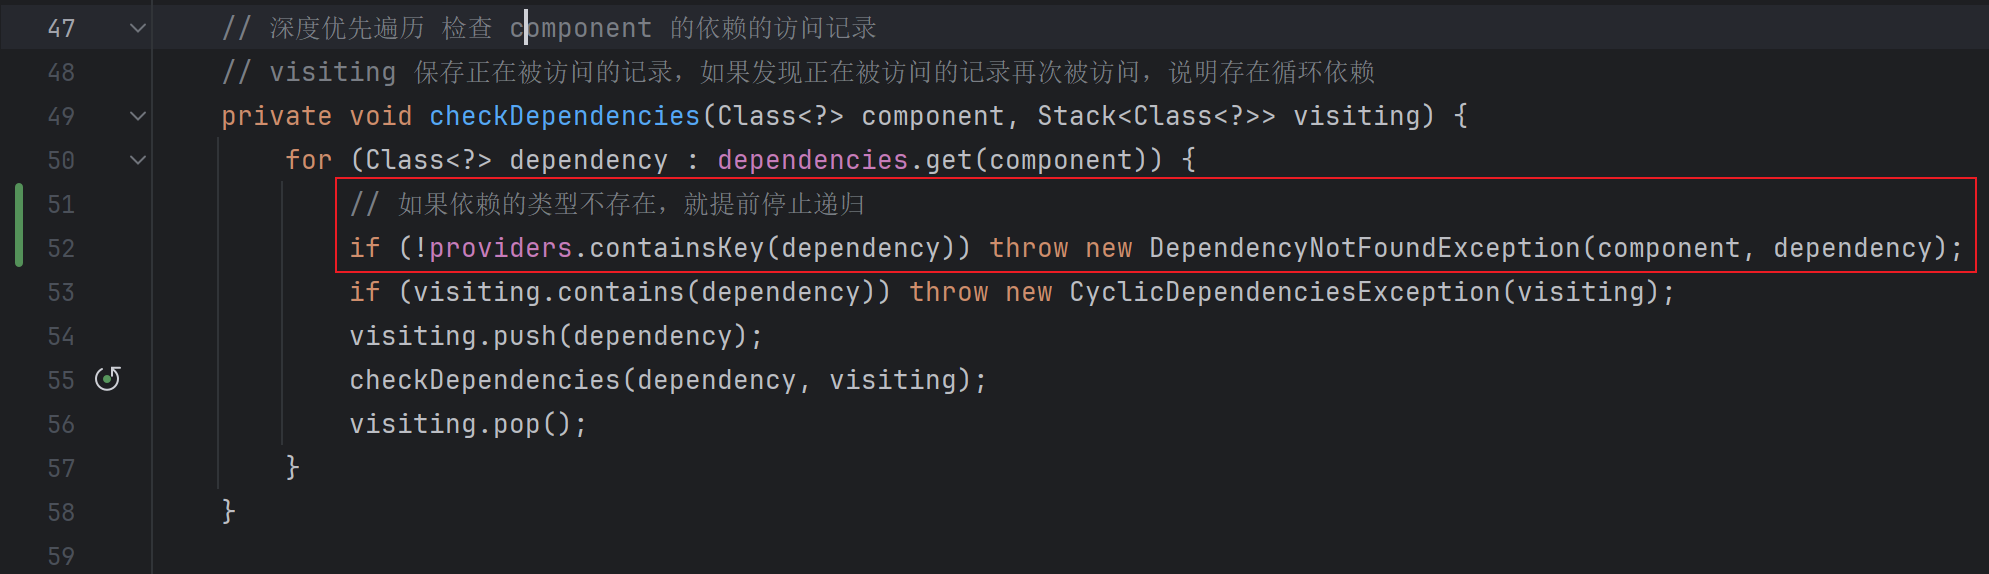 47 // 深度优先遍历 检查 component 的依赖的访问记录
48 // visiting 保存正在被访问的记录，如果发现正在被访问的记录再次被访问，说明存在循环依赖
49 private void checkDependencies(Class<?> component, Stack<Class<?>> visiting) {
50 for (Class<?> dependency : dependencies.get(component)) {
51 // 如果依赖的类型不存在，就提前停止递归
52 if (!providers.containsKey(dependency)) throw new DependencyNotFoundException(component, dependency);
53 if (visiting.contains(dependency)) throw new CyclicDependenciesException(visiting);
54 visiting.push(dependency);
55 checkDependencies(dependency, visiting);
56 visiting.pop();
57 }
58 }
59